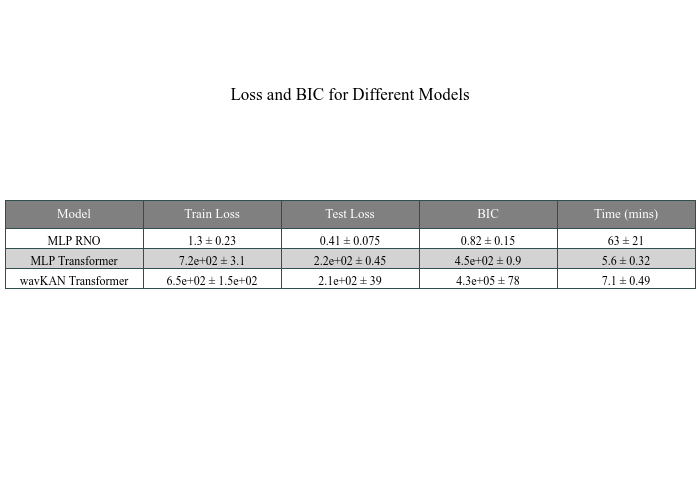 Loss and BIC for Different Models
Model Train Loss Test Loss BIC Time (mins)
MLP RNO 1.3 ± 0.23 0.41 ± 0.075 0.82 ± 0.15 63 ± 21
MLP Transformer 7.2e+02 ± 3.1 2.2e+02 ± 0.45 4.5e+02 ± 0.9 5.6 ± 0.32
wavKAN Transformer 6.5e+02 ± 1.5e+02 2.1e+02 ± 39 4.3e+05 ± 78 7.1 ± 0.49